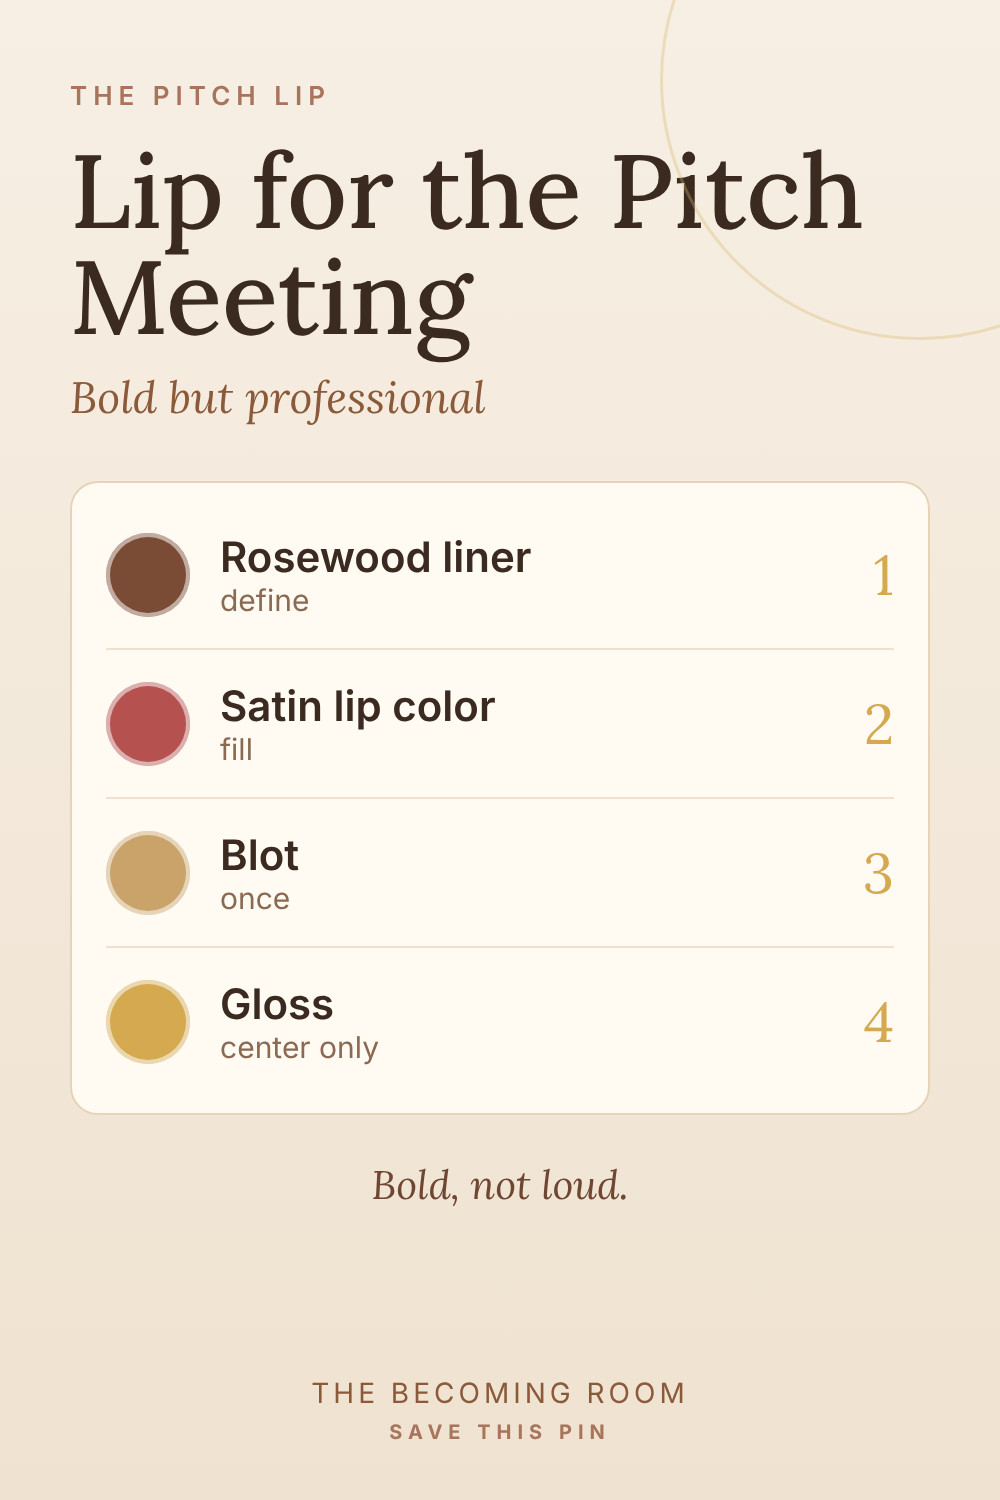 THE PITCH LIP
Lip for the Pitch
Meeting
Bold but professional
Rosewood liner
define
1
Satin lip color
fill
2
Blot
once
3
Gloss
center only
4
Bold, not loud.
THE BECOMING ROOM
SAVE THIS PIN